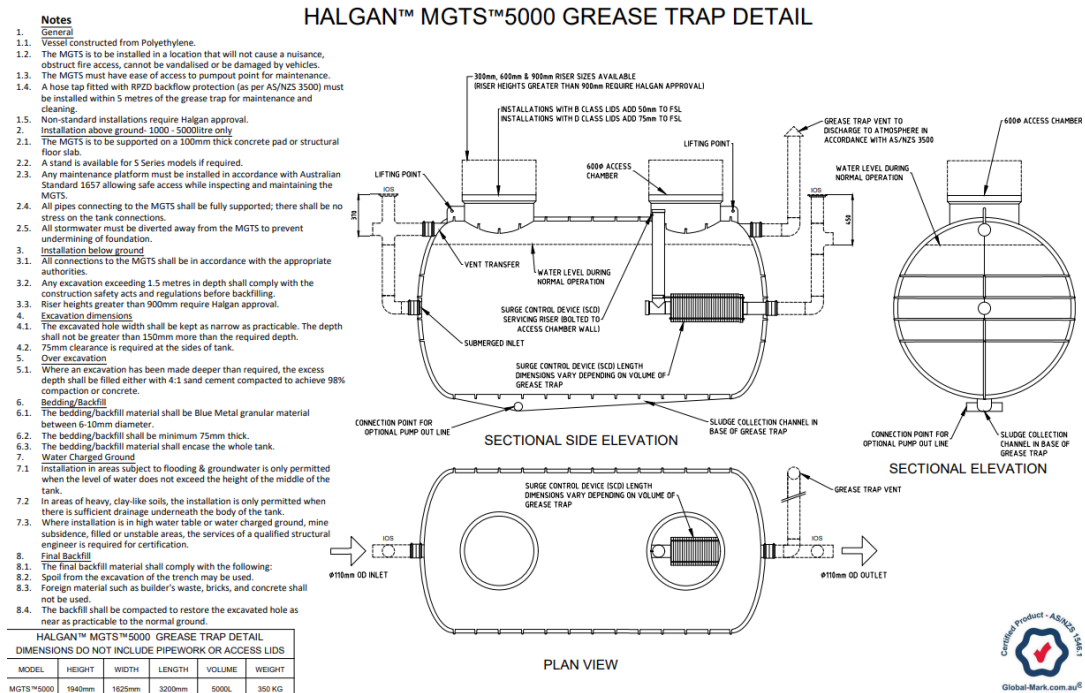 HALGAN™ MGTS™5000 GREASE TRAP DETAIL
Notes
1. General
1.1. Vessel constructed from Polyethylene.
1.2. The MGTS is to be installed in a location that will not cause a nuisance,
obstruct fire access, cannot be vandalised or be damaged by vehicles.
1.3. The MGTS must have ease of access to pumpout point for maintenance.
1.4. A hose tap fitted with RPZD backflow protection (as per AS/NZS 3500) must
be installed within 5 metres of the grease trap for maintenance and
cleaning.
1.5. Non-standard installations require Halgan approval.
2. Installation above ground- 1000 - 5000litre only
2.1. The MGTS is to be supported on a 100mm thick concrete pad or structural
floor slab.
2.2. A stand is available for S Series models if required.
2.3. Any maintenance platform must be installed in accordance with Australian
Standard 1657 allowing safe access while inspecting and maintaining the
MGTS.
2.4. All pipes connecting to the MGTS shall be fully supported; there shall be no
stress on the tank connections.
2.5. All stormwater must be diverted away from the MGTS to prevent
undermining of foundation.
3. Installation below ground
3.1. All connections to the MGTS shall be in accordance with the appropriate
authorities.
3.2. Any excavation exceeding 1.5 metres in depth shall comply with the
construction safety acts and regulations before backfilling.
3.3. Riser heights greater than 900mm require Halgan approval.
4. Excavation dimensions
4.1. The excavated hole width shall be kept as narrow as practicable. The depth
shall not be greater than 150mm more than the required depth.
4.2. 75mm clearance is required at the sides of tank.
5. Over excavation
5.1. Where an excavation has been made deeper than required, the excess
depth shall be filled either with 4:1 sand cement compacted to achieve 98%
compaction or concrete.
6. Bedding/Backfill
6.1. The bedding/backfill material shall be Blue Metal granular material
between 6-10mm diameter.
6.2. The bedding/backfill shall be minimum 75mm thick.
6.3. The bedding/backfill material shall encase the whole tank.
7. Water Charged Ground
7.1 Installation in areas subject to flooding & groundwater is only permitted
when the level of water does not exceed the height of the middle of the
tank.
7.2 In areas of heavy, clay-like soils, the installation is only permitted when
there is sufficient drainage underneath the body of the tank.
7.3. Where installation is in high water table or water charged ground, mine
subsidence, filled or unstable areas, the services of a qualified structural
engineer is required for certification.
8. Final Backfill
8.1. The final backfill material shall comply with the following:
8.2. Spoil from the excavation of the trench may be used.
8.3. Foreign material such as builder's waste, bricks, and concrete shall
not be used.
8.4. The backfill shall be compacted to restore the excavated hole as
near as practicable to the normal ground.
HALGAN™ MGTS™5000 GREASE TRAP DETAIL
DIMENSIONS DO NOT INCLUDE PIPEWORK OR ACCESS LIDS
MODEL HEIGHT WIDTH LENGTH VOLUME WEIGHT
MGTS™5000 1940mm 1625mm 3200mm 5000L 350 KG
300mm, 600mm & 900mm RISER SIZES AVAILABLE
(RISER HEIGHTS GREATER THAN 900mm REQUIRE HALGAN APPROVAL)
INSTALLATIONS WITH B CLASS LIDS ADD 50mm TO FSL
INSTALLATIONS WITH D CLASS LIDS ADD 75mm TO FSL
LIFTING POINT
GREASE TRAP VENT TO
DISCHARGE TO ATMOSPHERE IN
ACCORDANCE WITH AS/NZS 3500
LIFTING POINT
600ø ACCESS
CHAMBER
IOS
IOS
370
450
VENT TRANSFER
WATER LEVEL DURING
NORMAL OPERATION
SURGE CONTROL DEVICE (SCD)
SERVICING RISER (BOLTED TO
ACCESS CHAMBER WALL)
SUBMERGED INLET
SURGE CONTROL DEVICE (SCD) LENGTH
DIMENSIONS VARY DEPENDING ON VOLUME OF
GREASE TRAP
CONNECTION POINT FOR
OPTIONAL PUMP OUT LINE
SLUDGE COLLECTION CHANNEL IN
BASE OF GREASE TRAP
SECTIONAL SIDE ELEVATION
600ø ACCESS CHAMBER
WATER LEVEL DURING
NORMAL OPERATION
CONNECTION POINT FOR
OPTIONAL PUMP OUT LINE
SLUDGE COLLECTION
CHANNEL IN BASE OF
GREASE TRAP
SECTIONAL ELEVATION
SURGE CONTROL DEVICE (SCD) LENGTH
DIMENSIONS VARY DEPENDING ON VOLUME OF
GREASE TRAP
GREASE TRAP VENT
IOS
IOS
Ø110mm OD INLET
Ø110mm OD OUTLET
PLAN VIEW
Certified Product - AS/NZS 1546.1
Global-Mark.com.au®